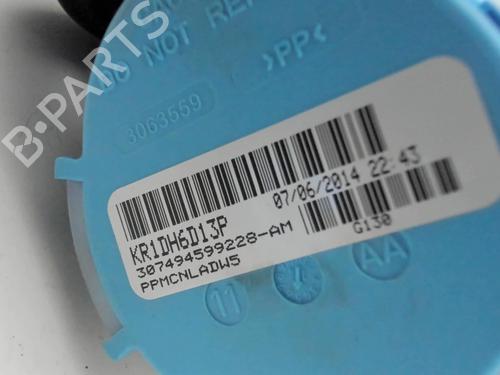 DO NOT RE
>PP<
3063559
B-PARTS
07/06/2014 22:43
KR1DH6D13P
307494599228-AM
PPMCNLADW5
G130
11
AA